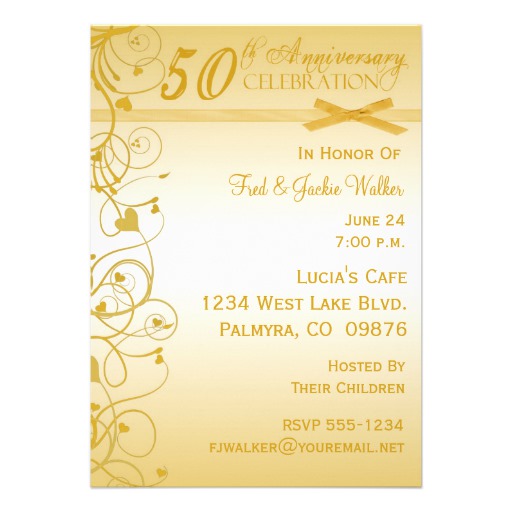 50th Anniversary
CELEBRATION
In Honor Of
Fred & Jackie Walker
June 24
7:00 p.m.
Lucia's Cafe
1234 West Lake Blvd.
Palmyra, CO 09876
Hosted By
Their Children
RSVP 555-1234
fjwalker@youremail.net